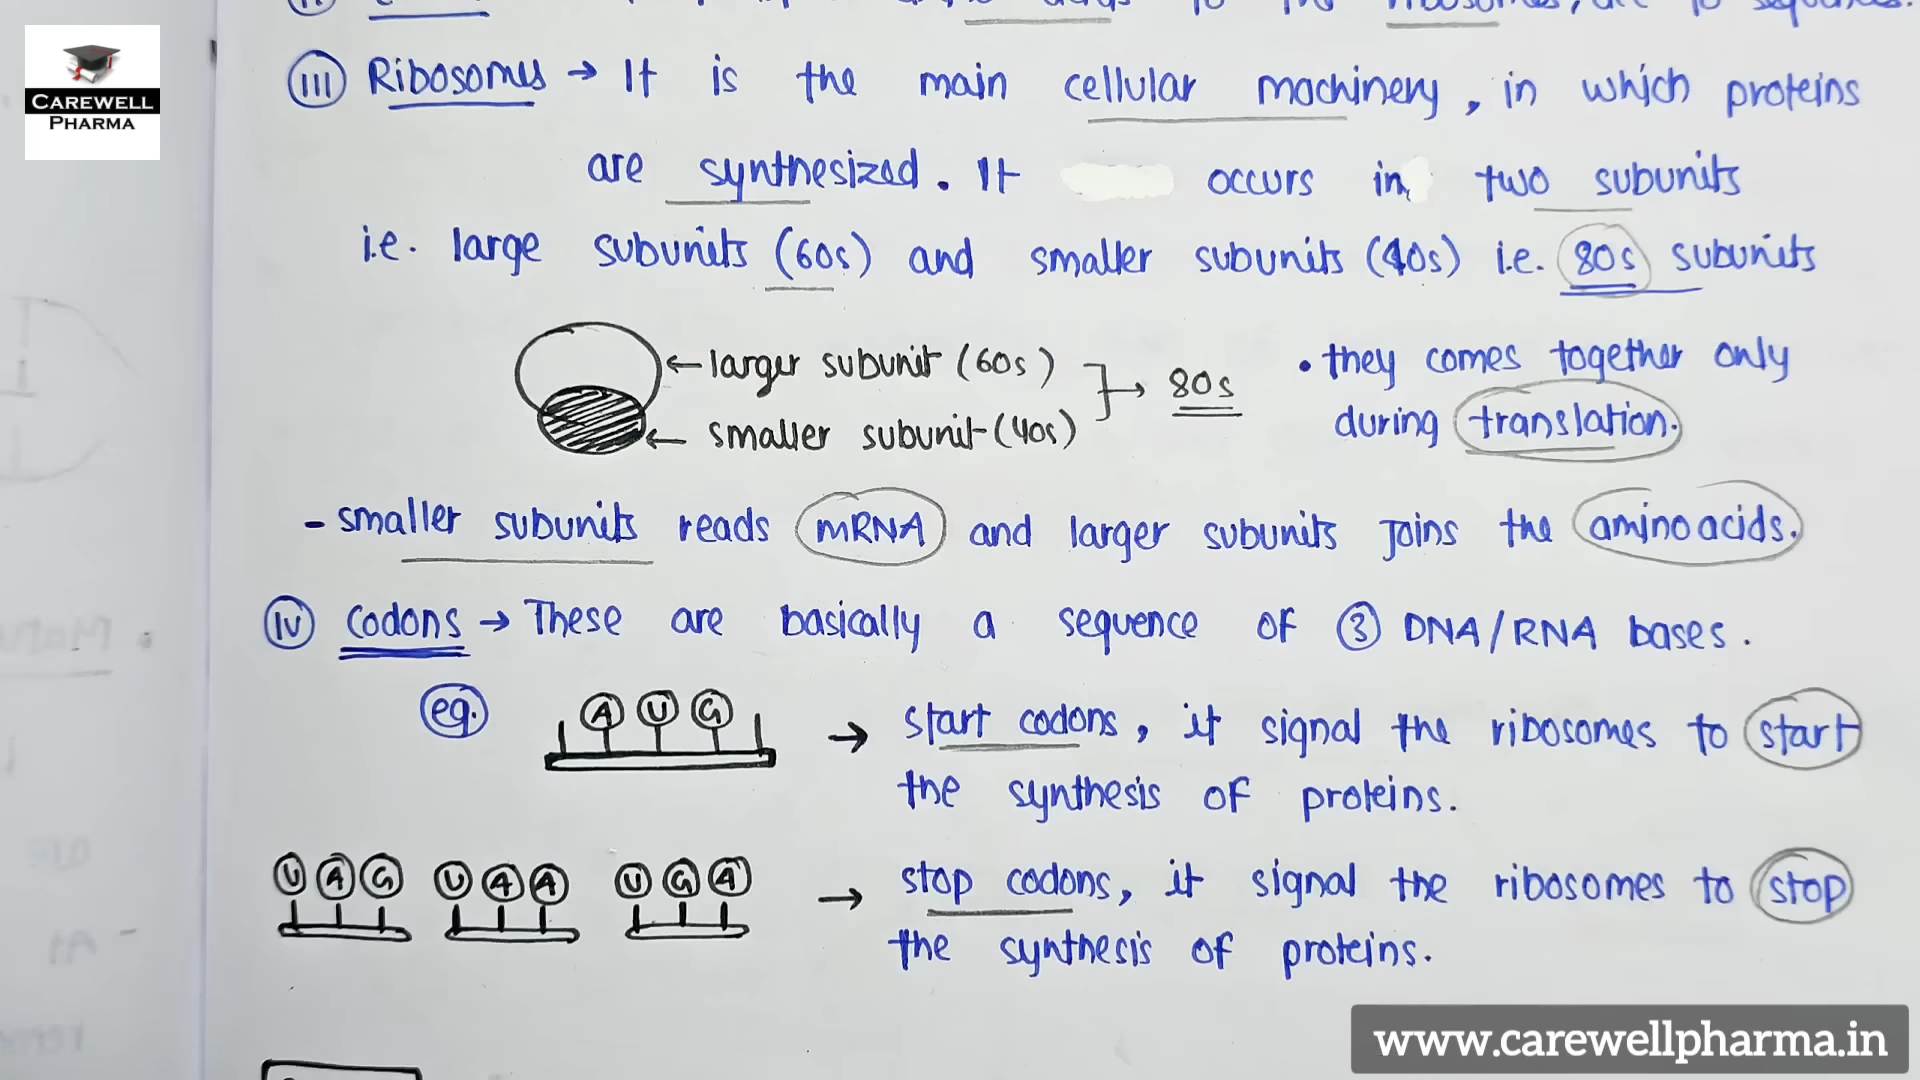 CAREWELL
PHARMA
to the ribosomes,
(iii) Ribosomes → It is the main cellular machinery, in which proteins
are synthesized. It occurs in two subunits
i.e. large subunits (60s) and smaller subunits (40s) i.e. 80s subunits
← larger subunit (60s)
← smaller subunit (40s)
→ 80s
• they comes together only
during translation.
- smaller subunits reads mRNA and larger subunits joins the amino acids.
(iv) Codons → These are basically a sequence of 3 DNA/RNA bases.
eg. A U G → start codons, it signal the ribosomes to start
the synthesis of proteins.
U A G U A A U G A → stop codons, it signal the ribosomes to stop
the synthesis of proteins.
www.carewellpharma.in